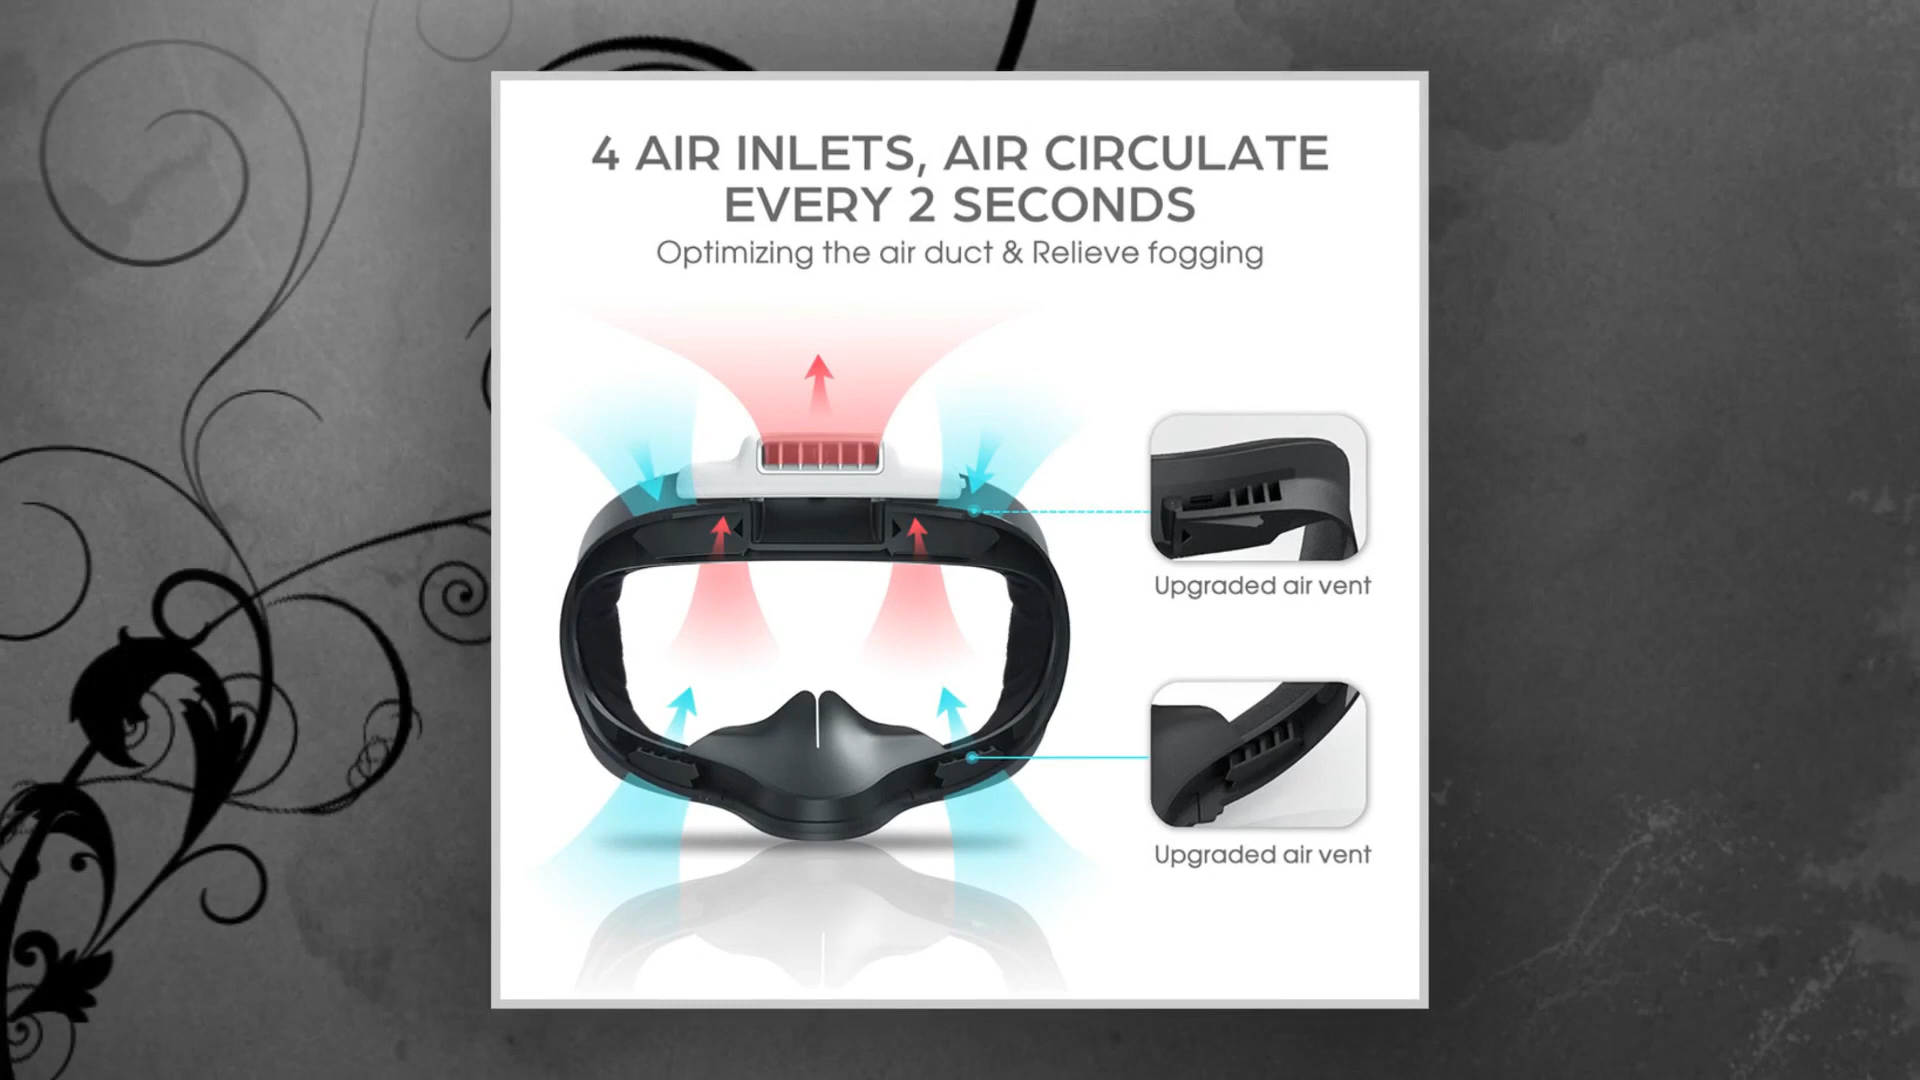 4 AIR INLETS, AIR CIRCULATE
EVERY 2 SECONDS
Optimizing the air duct & Relieve fogging
Upgraded air vent
Upgraded air vent